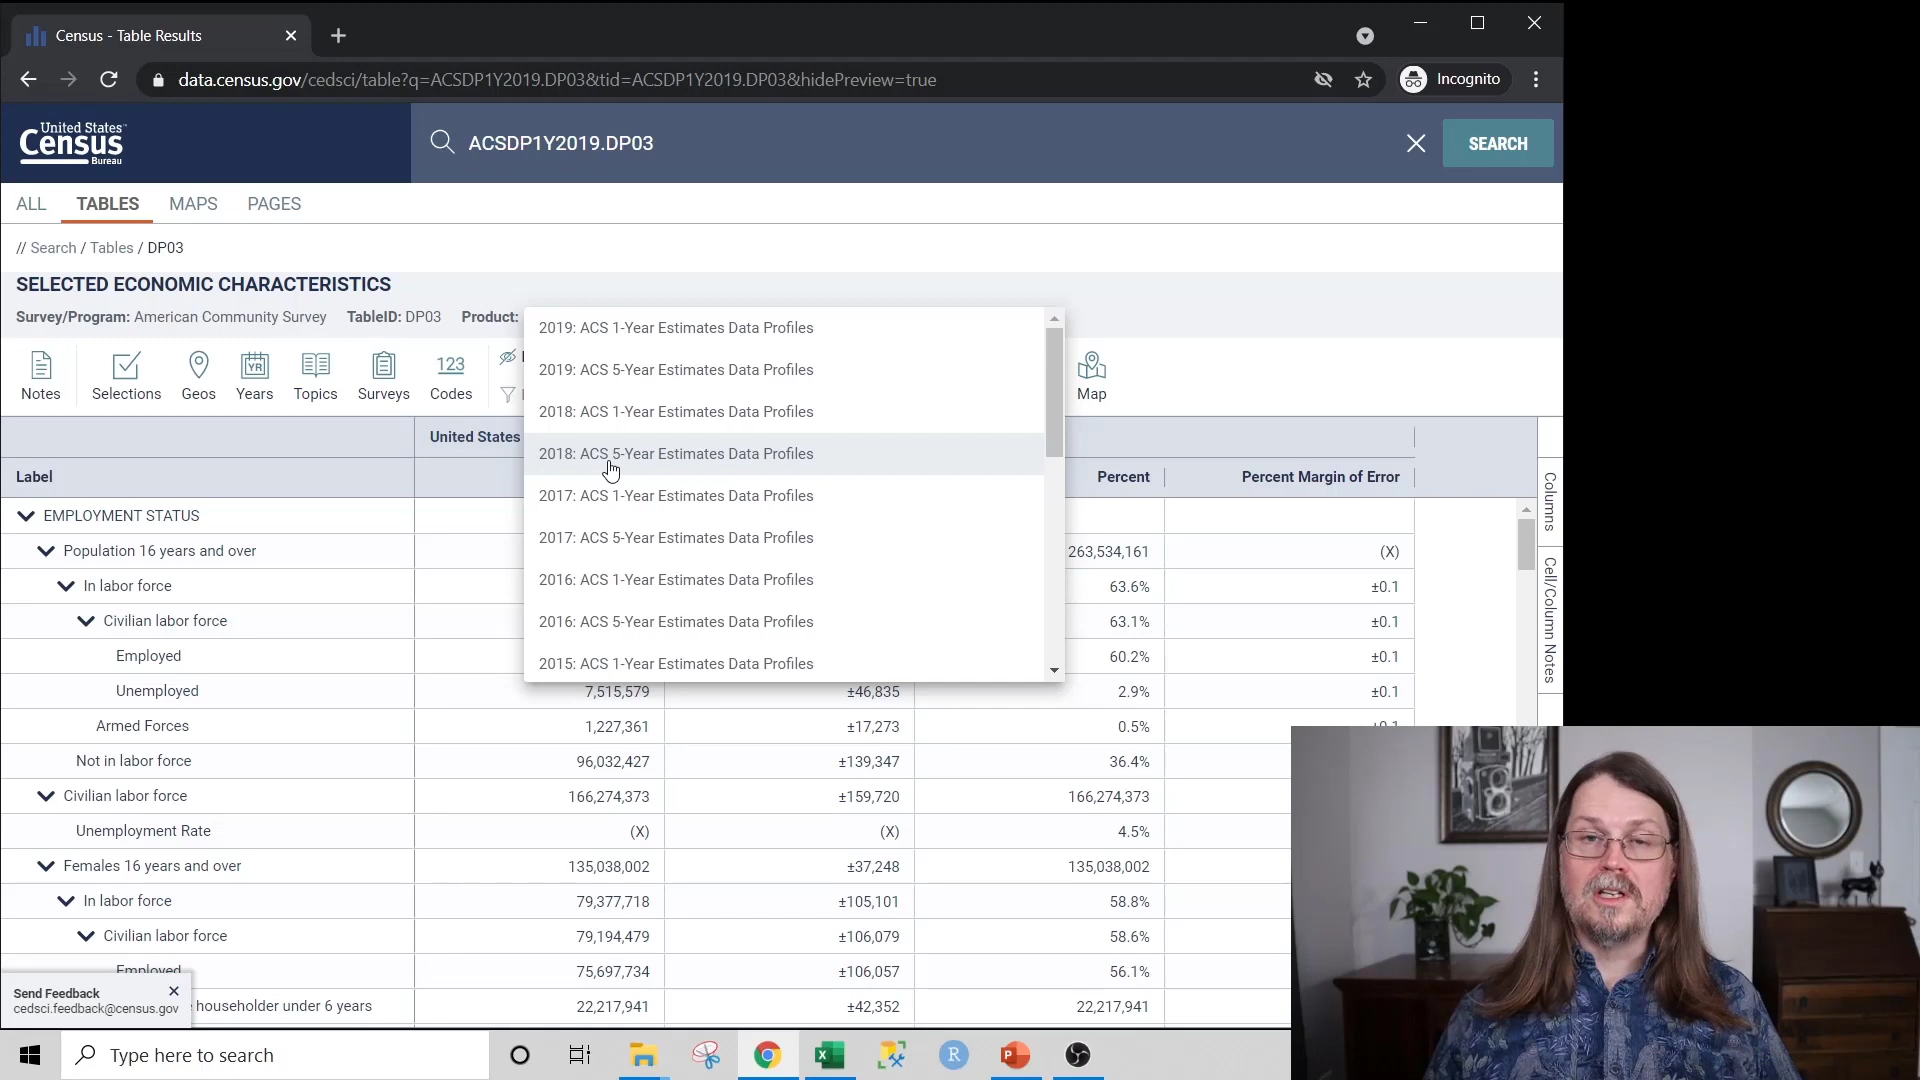 Census - Table Results
data.census.gov/cedsci/table?q=ACSDP1Y2019.DP03&tid=ACSDP1Y2019.DP03&hidePreview=true
Incognito
United States
Census
Bureau
ACSDP1Y2019.DP03
SEARCH
ALL TABLES MAPS PAGES
// Search / Tables / DP03
SELECTED ECONOMIC CHARACTERISTICS
Survey/Program: American Community Survey TableID: DP03 Product:
2019: ACS 1-Year Estimates Data Profiles
2019: ACS 5-Year Estimates Data Profiles
2018: ACS 1-Year Estimates Data Profiles
2018: ACS 5-Year Estimates Data Profiles
2017: ACS 1-Year Estimates Data Profiles
2017: ACS 5-Year Estimates Data Profiles
2016: ACS 1-Year Estimates Data Profiles
2016: ACS 5-Year Estimates Data Profiles
2015: ACS 1-Year Estimates Data Profiles
YR 123
Notes Selections Geos Years Topics Surveys Codes Map
United States
Label Percent Percent Margin of Error
EMPLOYMENT STATUS
Population 16 years and over 263,534,161 (X)
In labor force 63.6% ±0.1
Civilian labor force 63.1% ±0.1
Employed 60.2% ±0.1
Unemployed 7,515,579 ±46,835 2.9% ±0.1
Armed Forces 1,227,361 ±17,273 0.5% ±0.1
Not in labor force 96,032,427 ±139,347 36.4%
Civilian labor force 166,274,373 ±159,720 166,274,373
Unemployment Rate (X) (X) 4.5%
Females 16 years and over 135,038,002 ±37,248 135,038,002
In labor force 79,377,718 ±105,101 58.8%
Civilian labor force 79,194,479 ±106,079 58.6%
Employed 75,697,734 ±106,057 56.1%
householder under 6 years 22,217,941 ±42,352 22,217,941
Columns
Cell/Column Notes
Send Feedback
cedsci.feedback@census.gov
Type here to search
R
P